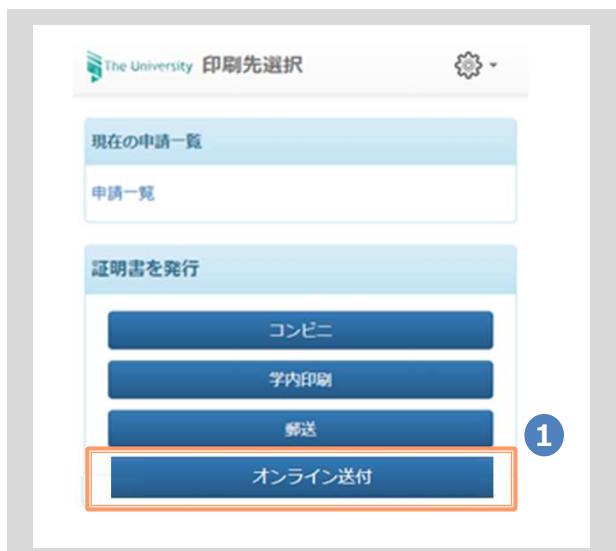 The University 印刷先選択
現在の申請一覧
申請一覧
証明書を発行
コンビニ
学内印刷
郵送
1
オンライン送付